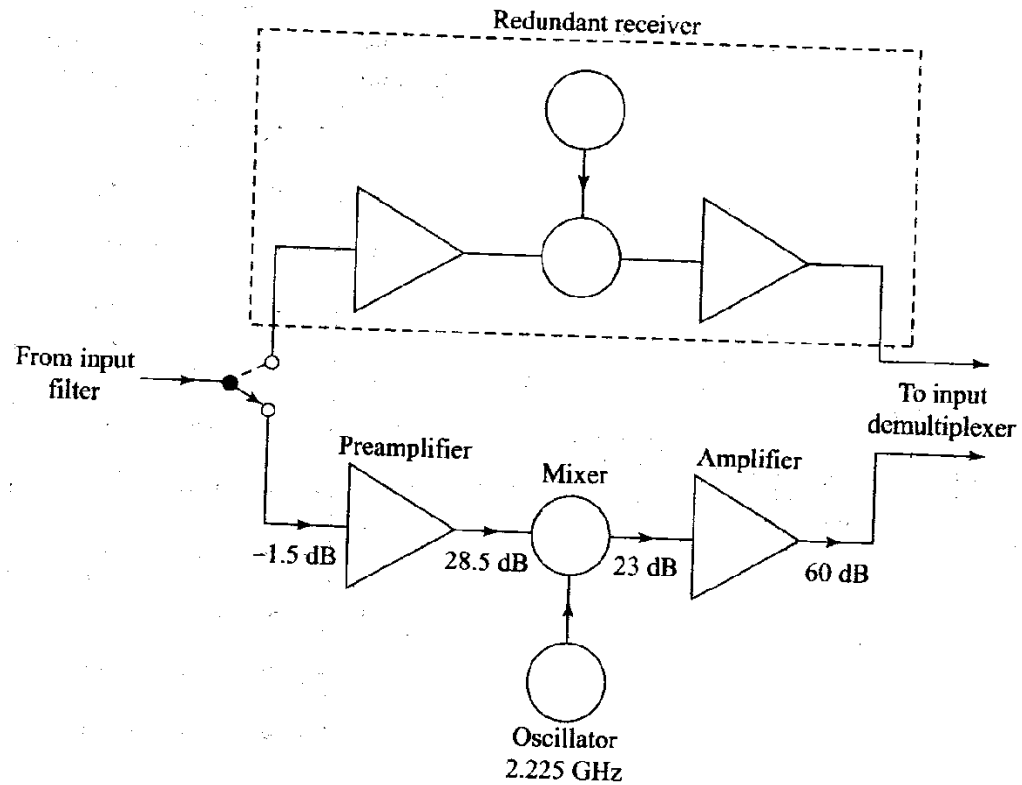 Redundant receiver
From input
filter
To input
demultiplexer
Preamplifier
Mixer
Amplifier
–1.5 dB
28.5 dB
23 dB
60 dB
Oscillator
2.225 GHz